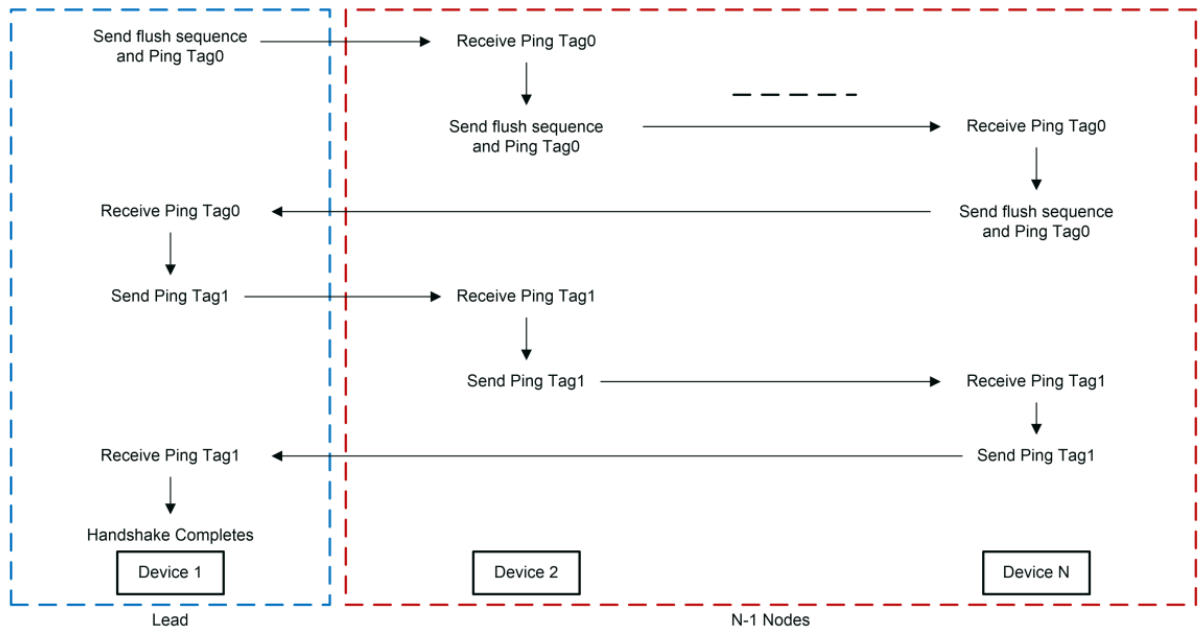 Send flush sequence
and Ping Tag0
Receive Ping Tag0
Send flush sequence
and Ping Tag0
Receive Ping Tag0
Receive Ping Tag0
Send flush sequence
and Ping Tag0
Send Ping Tag1
Receive Ping Tag1
Send Ping Tag1
Receive Ping Tag1
Receive Ping Tag1
Send Ping Tag1
Handshake Completes
Device 1
Device 2
Device N
Lead
N-1 Nodes